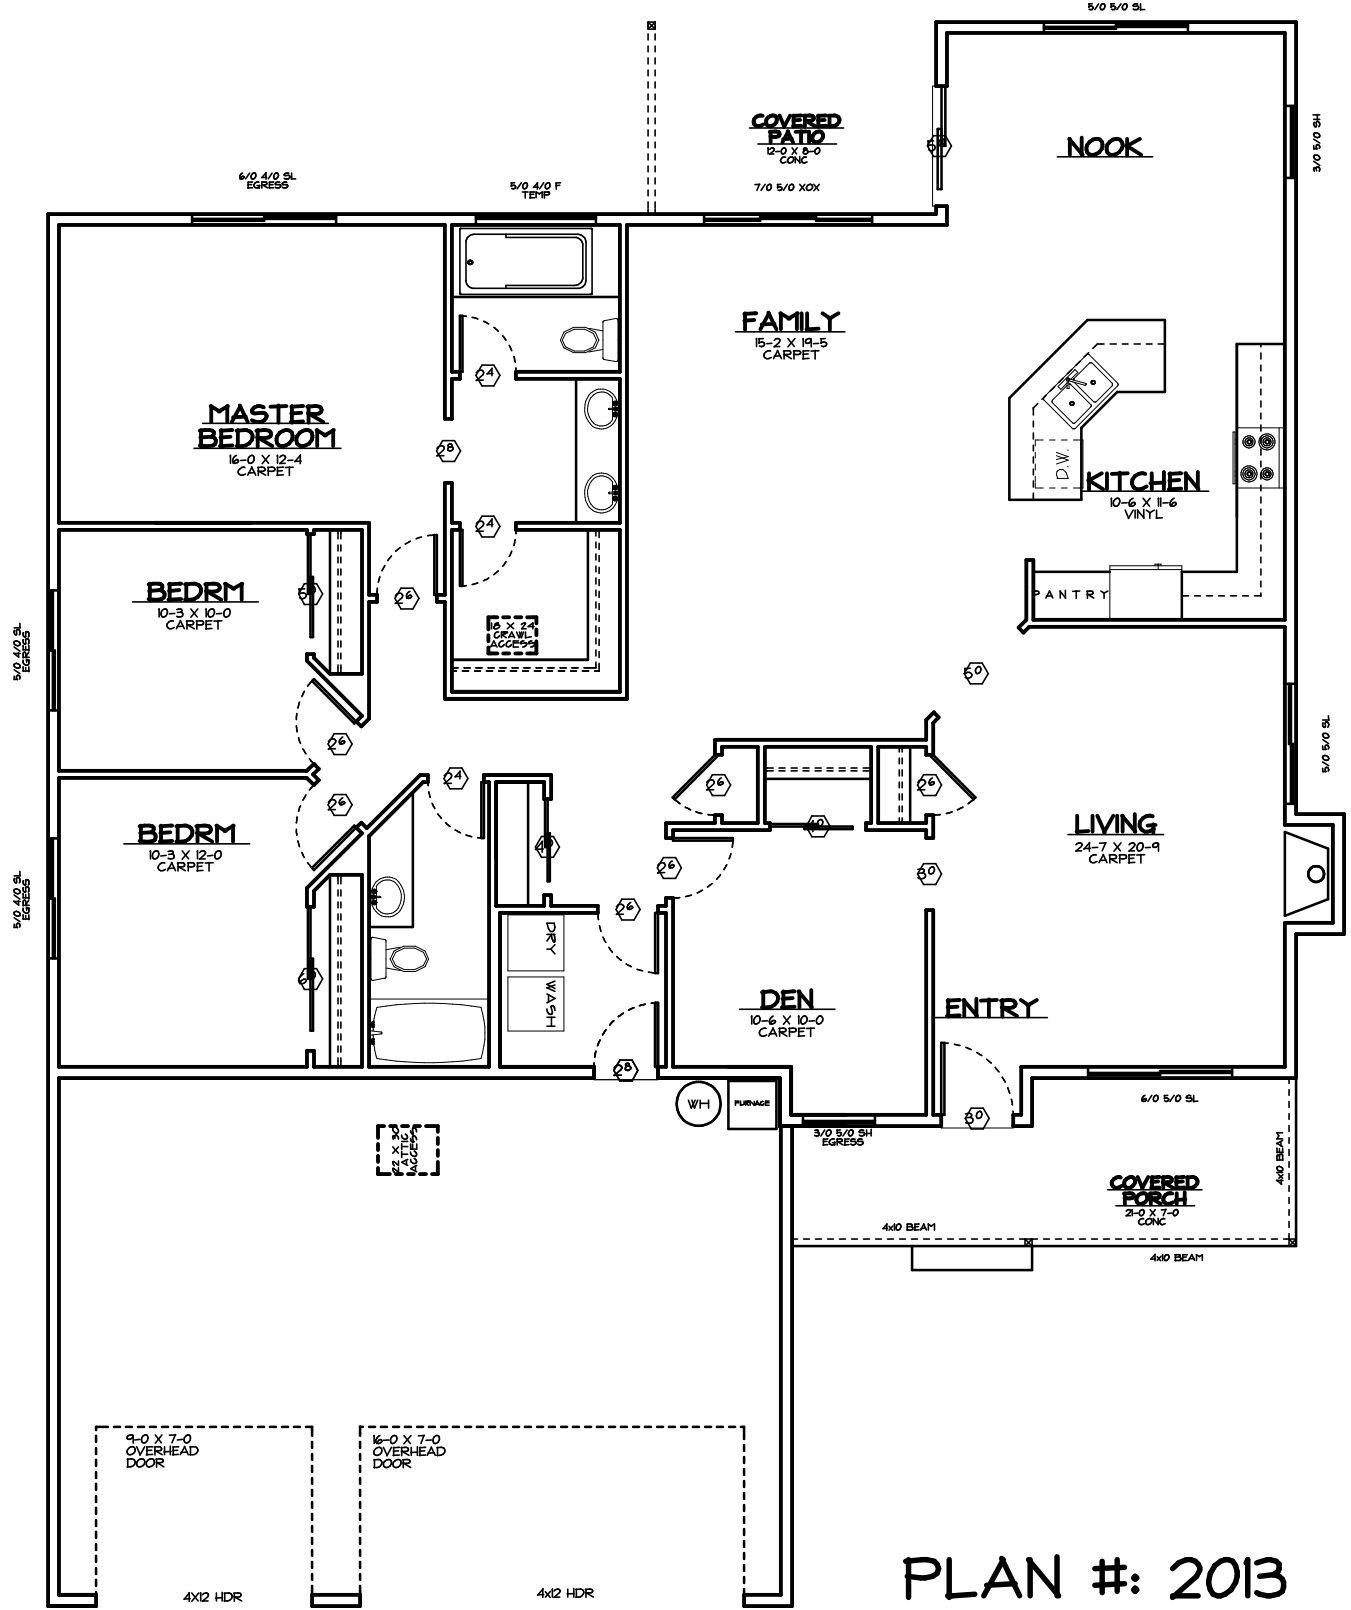 5/0 5/0 SL
COVERED
PATIO
12-0 X 8-0
CONC
NOOK
3/0 5/0 SH
6/0 4/0 SL
EGRESS
5/0 4/0 F
TEMP
7/0 5/0 XOX
FAMILY
15-2 X 19-5
CARPET
24
MASTER
BEDROOM
16-0 X 12-4
CARPET
28
D.W.
KITCHEN
10-6 X 11-6
VINYL
24
BEDRM
10-3 X 10-0
CARPET
50
26
PANTRY
18 X 24
CRAWL
ACCESS
5/0 4/0 SL
EGRESS
50
26
5/0 5/0 SL
24
26
26
26
BEDRM
10-3 X 12-0
CARPET
40
40
LIVING
24-7 X 20-9
CARPET
26
30
5/0 4/0 SL
EGRESS
26
DRY
WASH
DEN
10-6 X 10-0
CARPET
ENTRY
28
WH
FURNACE
30
6/0 5/0 SL
3/0 5/0 SH
EGRESS
22 X 30
ATTIC
ACCESS
4x10 BEAM
COVERED
PORCH
21-0 X 7-0
CONC
4x10 BEAM
4x10 BEAM
9-0 X 7-0
OVERHEAD
DOOR
16-0 X 7-0
OVERHEAD
DOOR
4X12 HDR
4x12 HDR
PLAN #: 2013